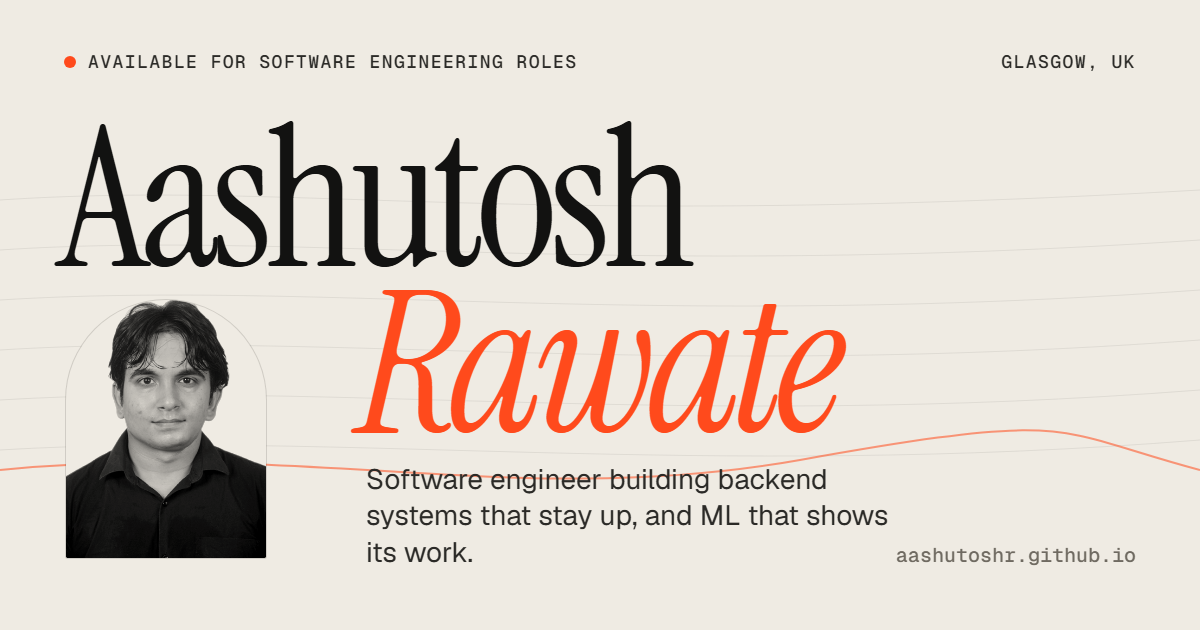 AVAILABLE FOR SOFTWARE ENGINEERING ROLES
GLASGOW, UK
Aashutosh
Rawate
Software engineer building backend
systems that stay up, and ML that shows
its work.
aashutoshr.github.io